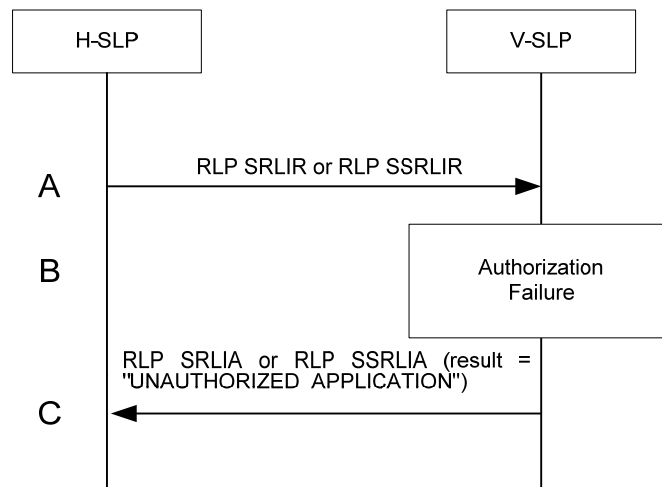 H-SLP
V-SLP
A
RLP SRLIR or RLP SSRLIR
B
Authorization
Failure
RLP SRLIA or RLP SSRLIA (result =
"UNAUTHORIZED APPLICATION")
C